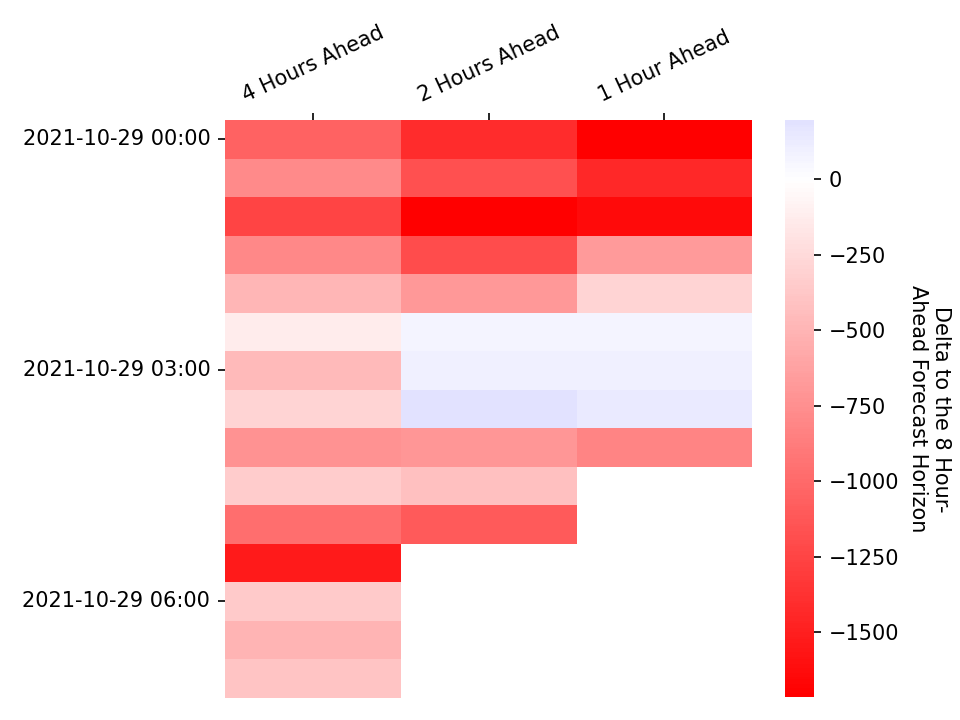 4 Hours Ahead
2 Hours Ahead
1 Hour Ahead
2021-10-29 00:00
2021-10-29 03:00
2021-10-29 06:00
0
−250
−500
−750
−1000
−1250
−1500
Delta to the 8 Hour-
Ahead Forecast Horizon